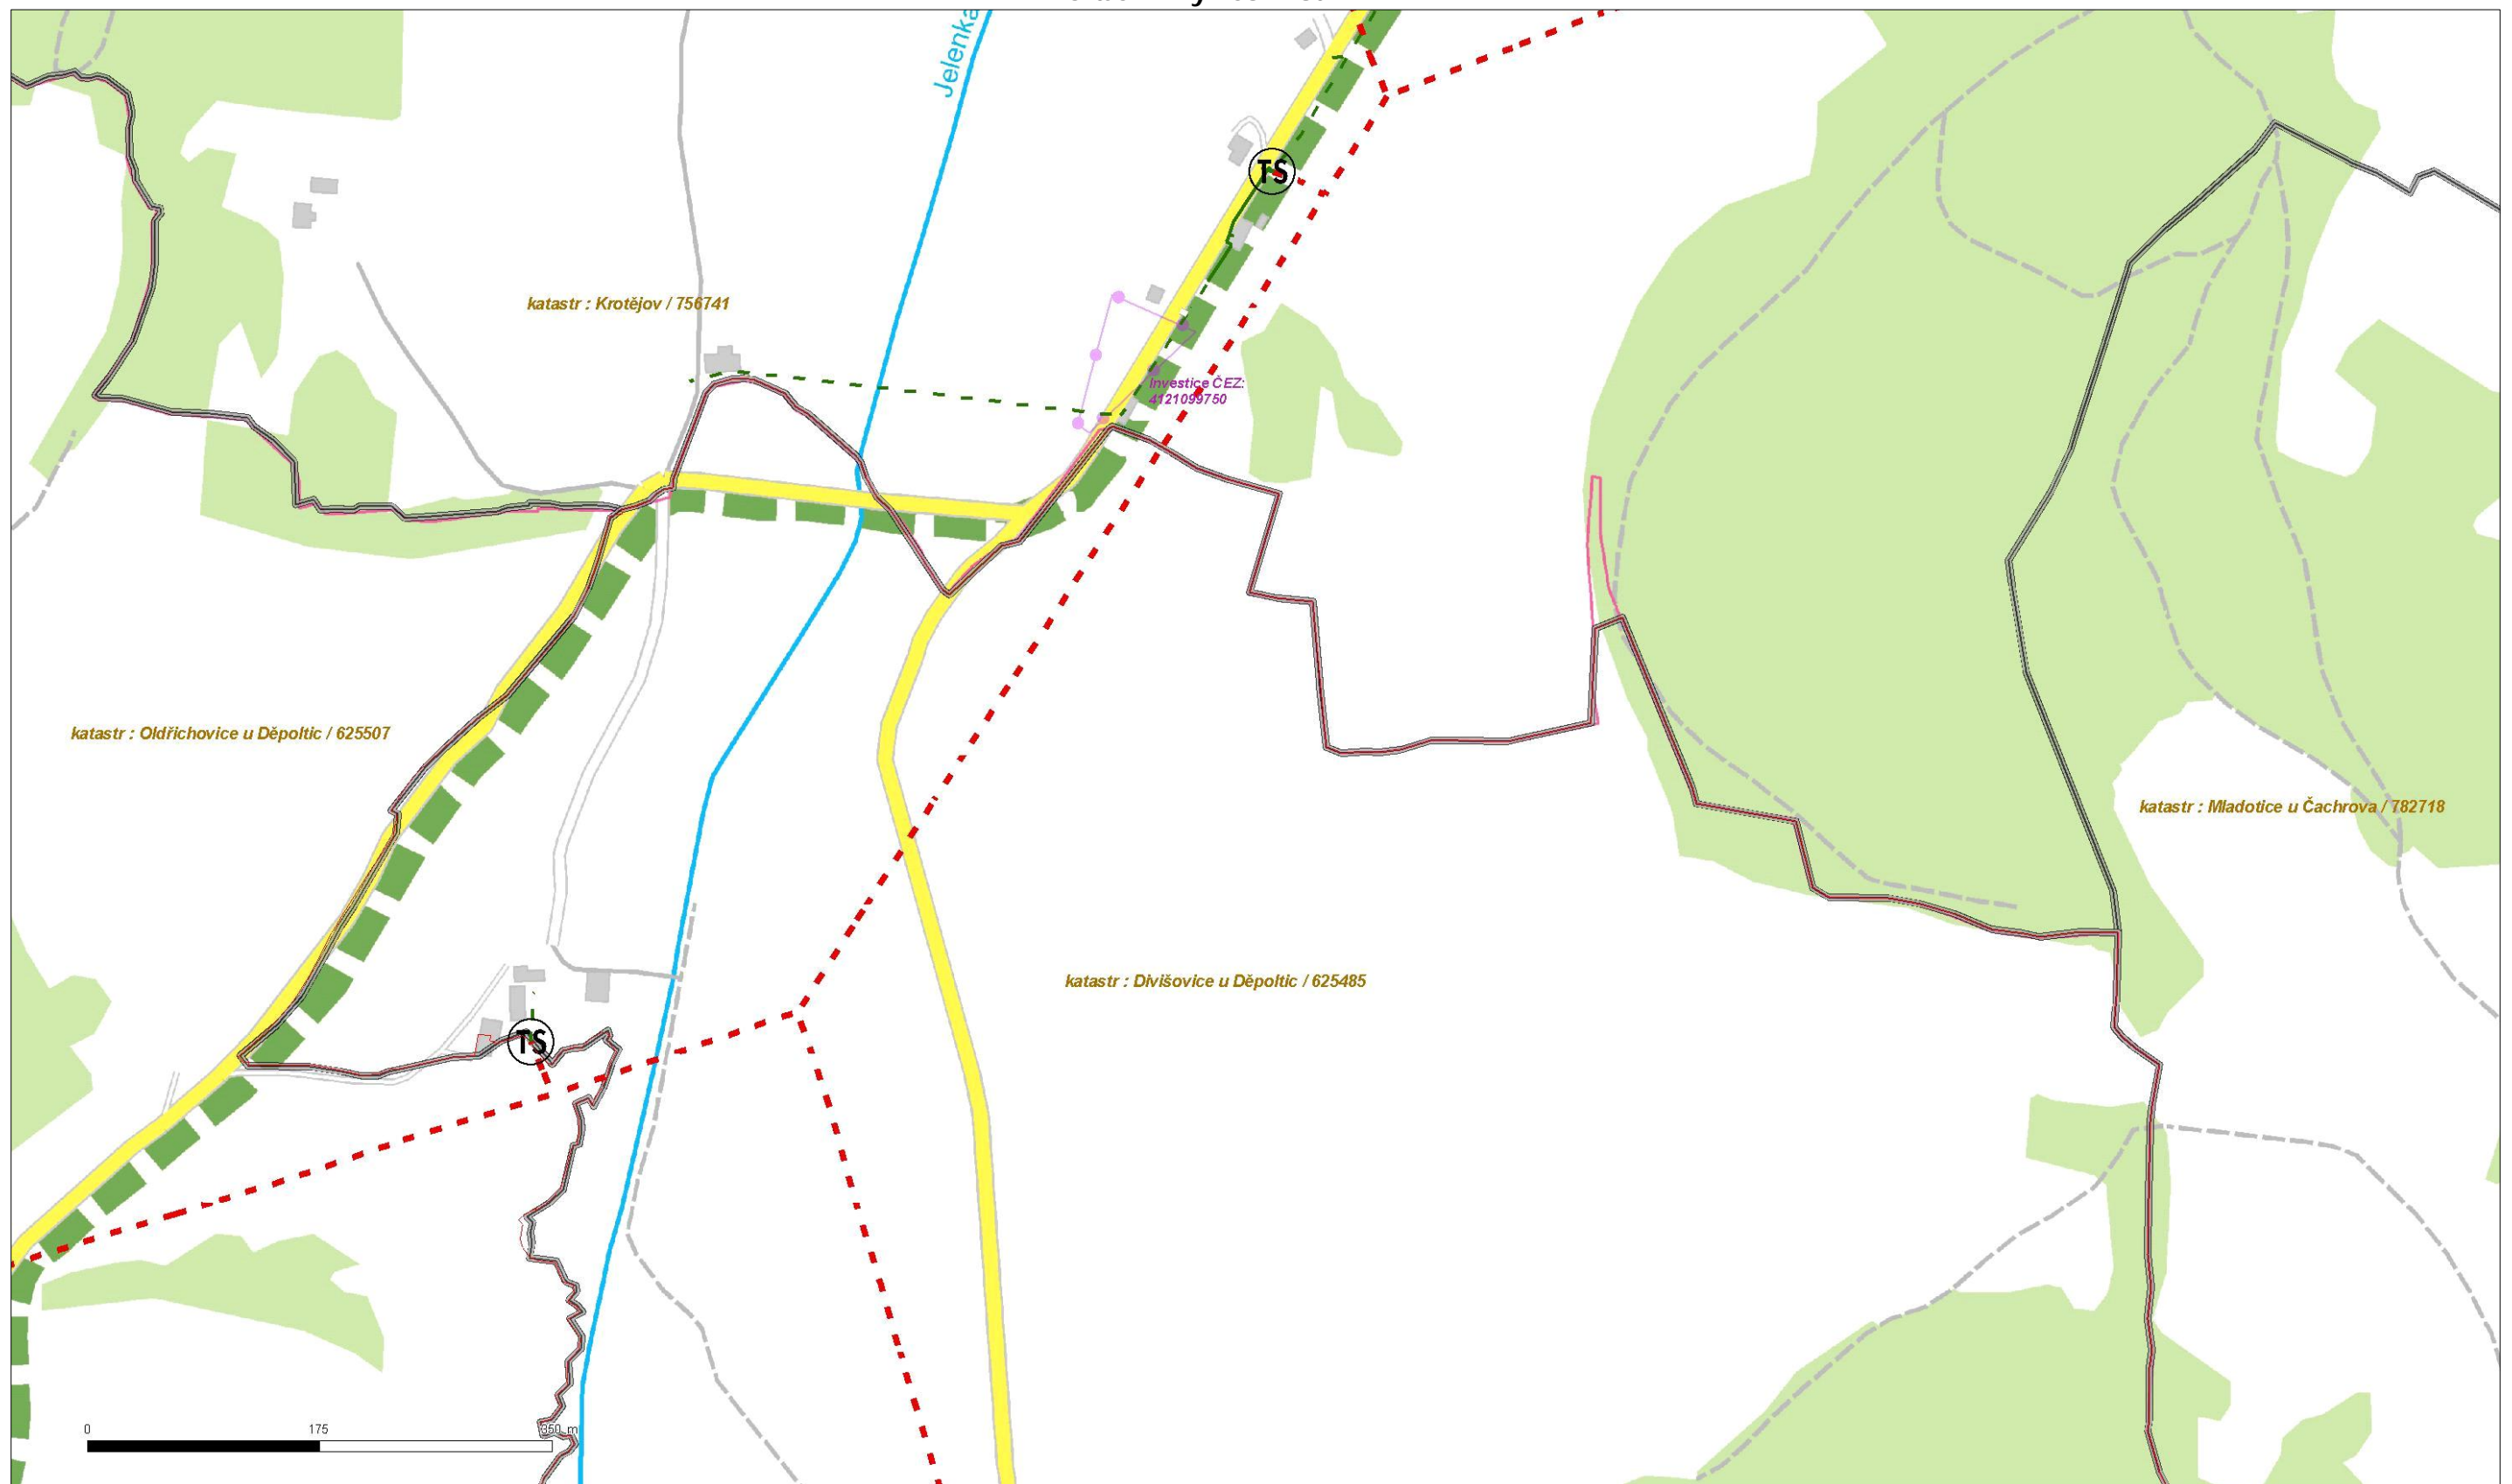 Jelenka
TS
katastr : Krotějov / 756741
Investice ČEZ:
4121099750
katastr : Oldřichovice u Děpoltic / 625507
katastr : Mladotice u Čachrova / 782718
katastr : Divišovice u Děpoltic / 625485
TS
0 175 350 m